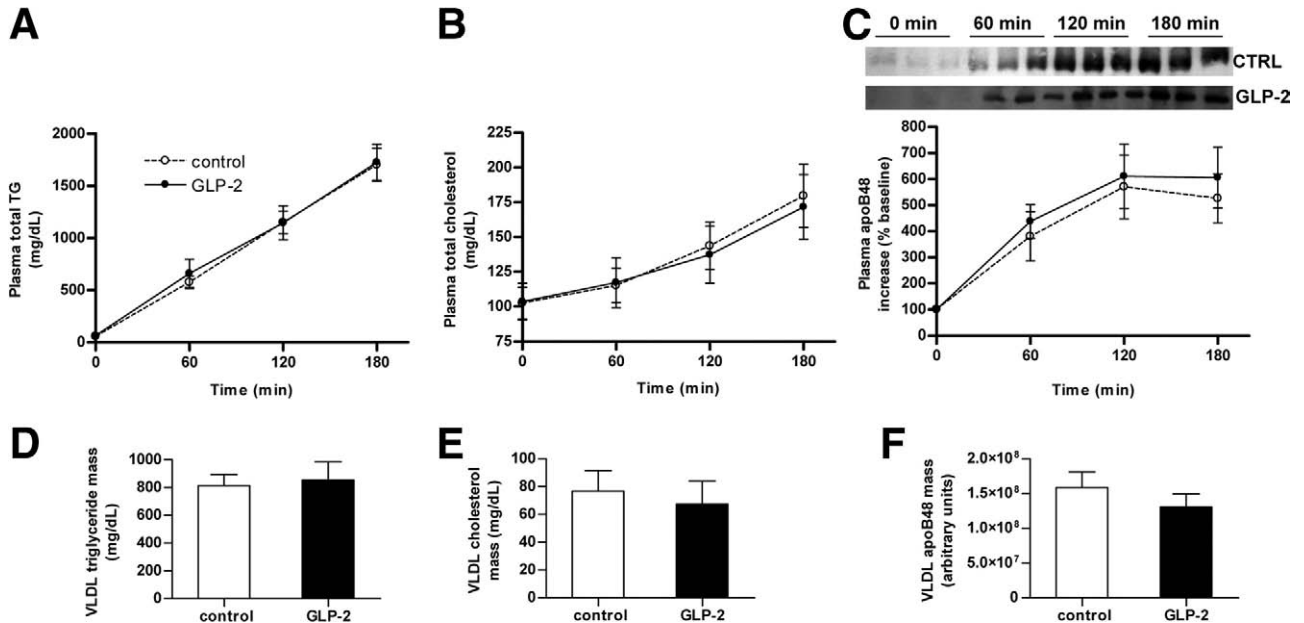 A
Plasma total TG
(mg/dL)
2000
1500
1000
500
0
control
GLP-2
0 60 120 180
Time (min)
B
Plasma total cholesterol
(mg/dL)
225
200
175
150
125
100
75
0 60 120 180
Time (min)
C
0 min 60 min 120 min 180 min
CTRL
GLP-2
Plasma apoB48
increase (% baseline)
800
700
600
500
400
300
200
100
0
0 60 120 180
Time (min)
D
VLDL triglyceride mass
(mg/dL)
1000
800
600
400
200
0
control GLP-2
E
VLDL cholesterol
mass (mg/dL)
100
80
60
40
20
0
control GLP-2
F
VLDL apoB48 mass
(arbitrary units)
2.0×10⁸
1.5×10⁸
1.0×10⁸
5.0×10⁷
0
control GLP-2